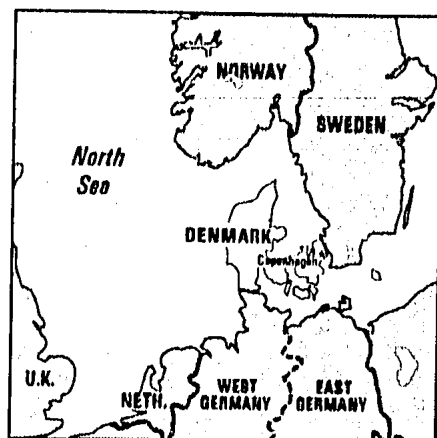 NORWAY
SWEDEN
North
Sea
DENMARK
Copenhagen
U.K.
NETH.
WEST
GERMANY
EAST
GERMANY